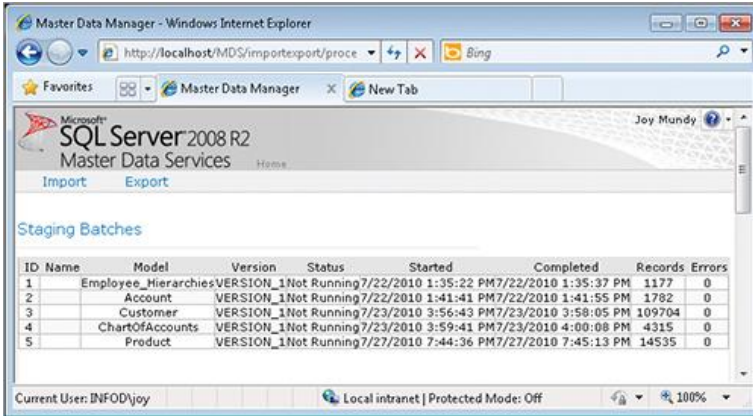 Master Data Manager - Windows Internet Explorer
http://localhost/MDS/importexport/proce Bing
Favorites Master Data Manager New Tab
Microsoft® Joy Mundy
SQL Server® 2008 R2
Master Data Services Home
Import Export
Staging Batches
ID Name Model Version Status Started Completed Records Errors
1 Employee_Hierarchies VERSION_1 Not Running 7/22/2010 1:35:22 PM 7/22/2010 1:35:37 PM 1177 0
2 Account VERSION_1 Not Running 7/22/2010 1:41:41 PM 7/22/2010 1:41:55 PM 1782 0
3 Customer VERSION_1 Not Running 7/23/2010 3:56:43 PM 7/23/2010 3:58:05 PM 109704 0
4 ChartOfAccounts VERSION_1 Not Running 7/23/2010 3:59:41 PM 7/23/2010 4:00:08 PM 4315 0
5 Product VERSION_1 Not Running 7/27/2010 7:44:36 PM 7/27/2010 7:45:13 PM 14535 0
Current User: INFOD\joy Local intranet | Protected Mode: Off 100%